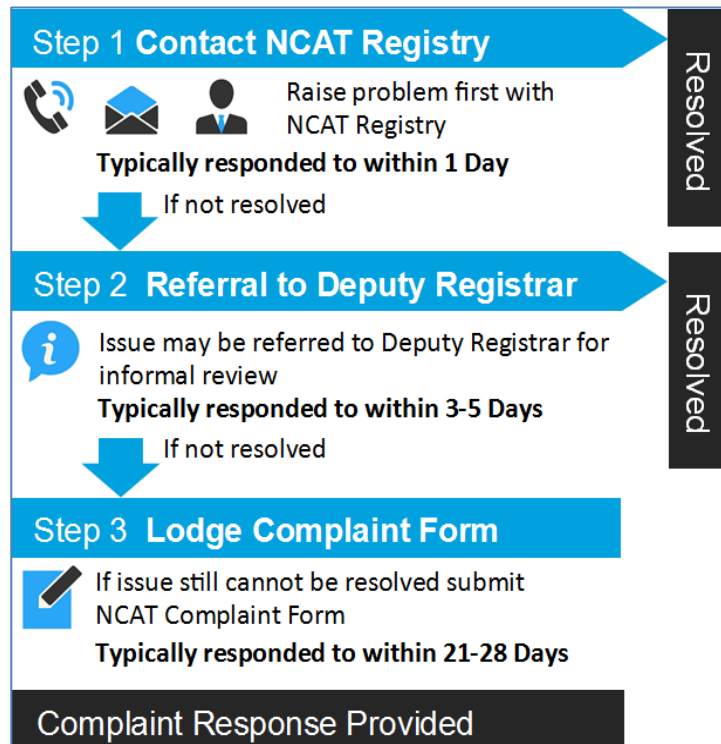 Step 1 Contact NCAT Registry
Resolved
Raise problem first with
NCAT Registry
Typically responded to within 1 Day
If not resolved
Step 2 Referral to Deputy Registrar
Resolved
i
Issue may be referred to Deputy Registrar for
informal review
Typically responded to within 3-5 Days
If not resolved
Step 3 Lodge Complaint Form
If issue still cannot be resolved submit
NCAT Complaint Form
Typically responded to within 21-28 Days
Complaint Response Provided